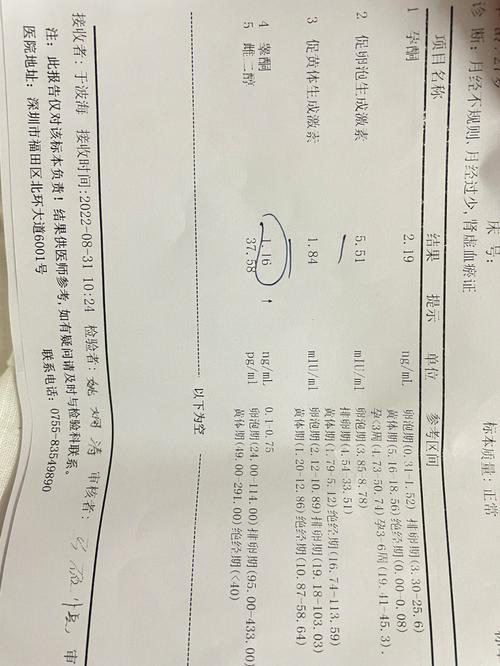 床号:
标本质量: 正常
诊 断: 月经不规则、月经过少, 肾虚血瘀证
项目名称 结果 提示 单位 参考区间
1 孕酮 2.19 ng/mL 卵泡期(0.31-1.52) 排卵期(3.30-25.6)
黄体期(5.16-18.56)绝经期(0.00-0.08)
孕<3周(4.73-50.74)孕3-6周(19.41-45.3).
2 促卵泡生成激素 5.51 mIU/ml 卵泡期(3.85-8.78)
排卵期(4.54-33.51)
黄体期(1.79-5.12)绝经期(16.74-113.59)
3 促黄体生成激素 1.84 mIU/ml 卵泡期(2.12-10.89)排卵期(19.18-103.03)
黄体期(1.20-12.86)绝经期(10.87-58.64)
4 睾酮 1.16 ↑ ng/mL 0.1-0.75
5 雌二醇 37.58 pg/ml 卵泡期(24.00-114.00)排卵期(95.00-433.00)
黄体期(49.00-291.00)绝经期(<40)
以下为空
接收者: 于波海 接收时间:2022-08-31 10:24 检验者: 审核者: 审
注: 此报告仅对该标本负责! 结果供医师参考, 如有疑问请及时与检验科联系。
医院地址: 深圳市福田区北环大道6001号 联系电话: 0755-83549890